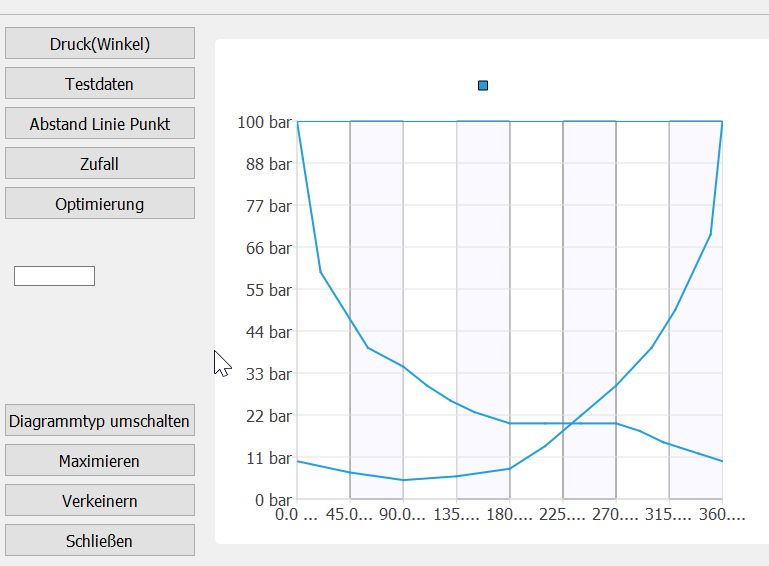 Druck(Winkel)
Testdaten
Abstand Linie Punkt
Zufall
Optimierung
Diagrammtyp umschalten
Maximieren
Verkeinern
Schließen
100 bar
88 bar
77 bar
66 bar
55 bar
44 bar
33 bar
22 bar
11 bar
0 bar
0.0 ... 45.0... 90.0... 135.... 180.... 225.... 270.... 315.... 360....